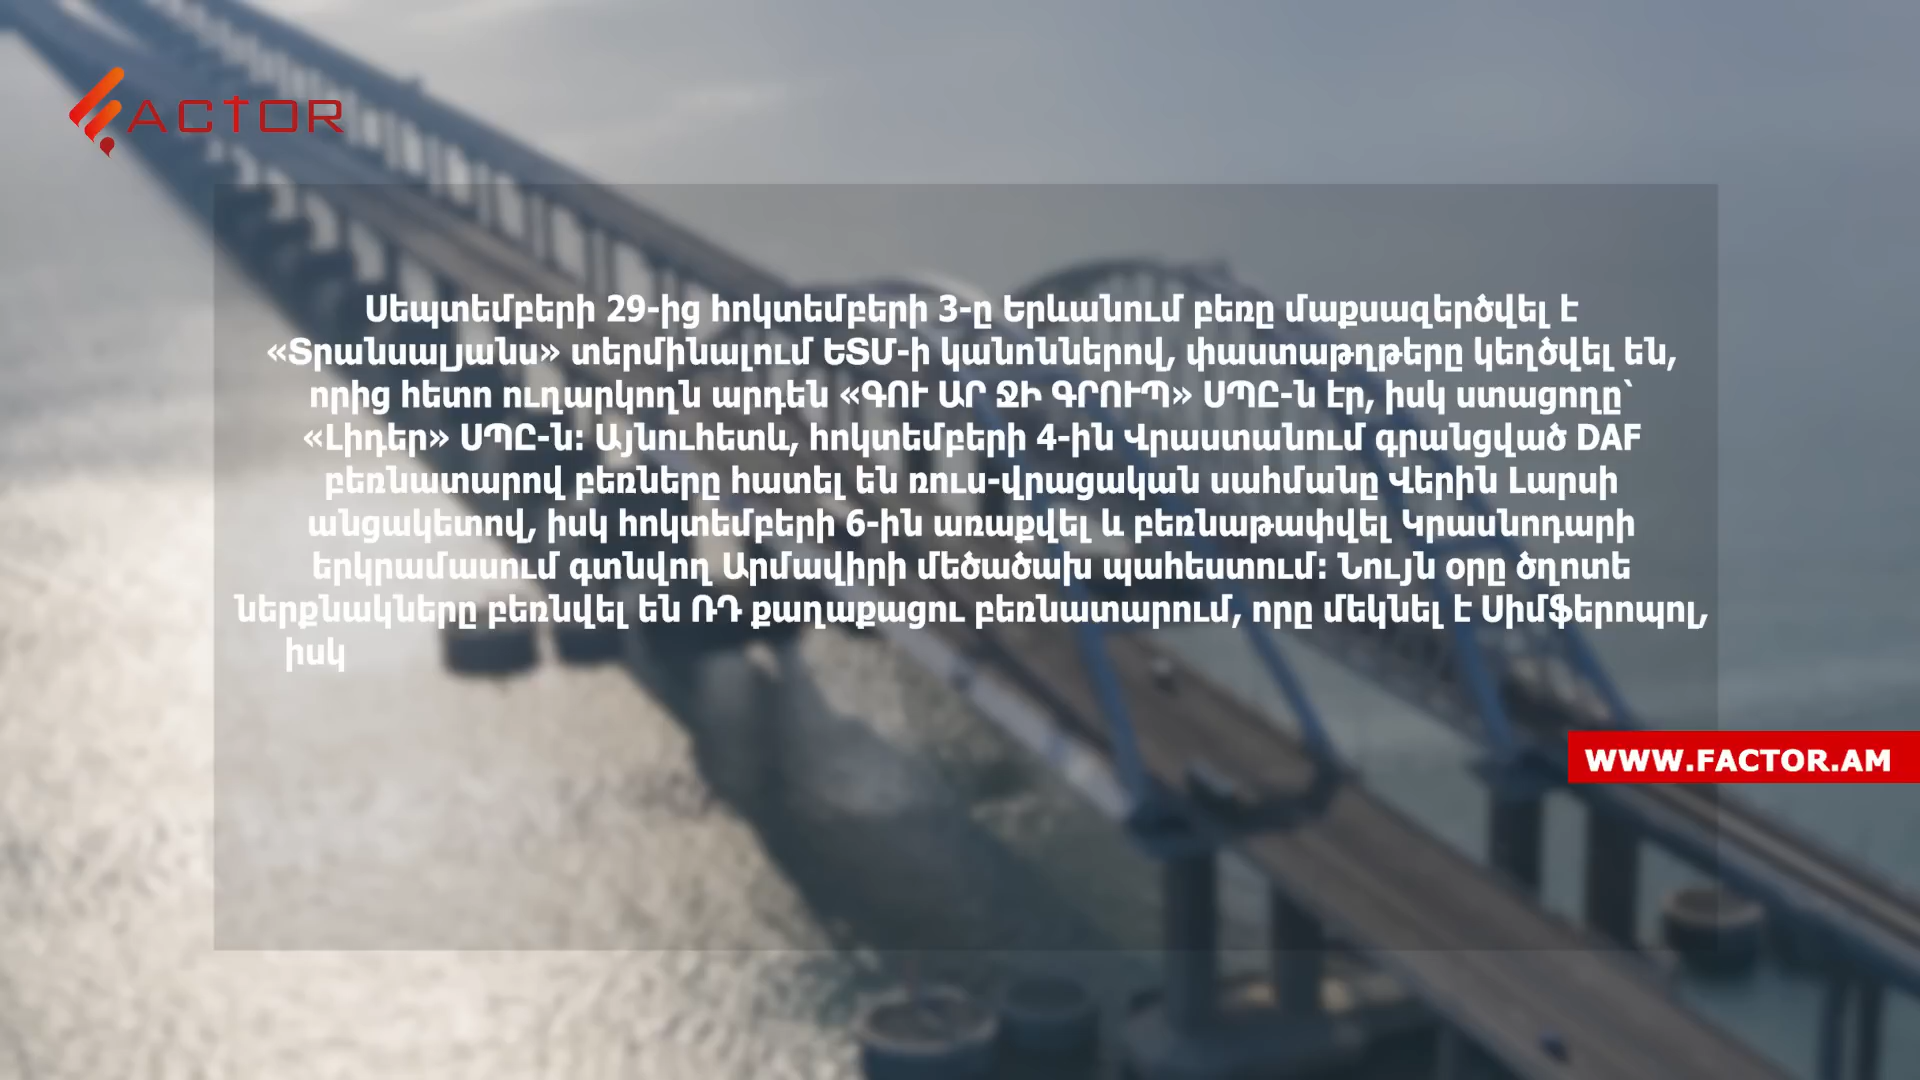 ACTOR
Սեպտեմբերի 29-ից հոկտեմբերի 3-ը Երևանում բեռը մաքսազերծվել է
«Տրանսալյանս» տերմինալում ԵՏՄ-ի կանոններով, փաստաթղթերը կեղծվել են,
որից հետո ուղարկողն արդեն «ԳՈՒ ԱՐ ՋԻ ԳՐՈՒՊ» ՍՊԸ-ն էր, իսկ ստացողը՝
«Լիդեր» ՍՊԸ-ն։ Այնուհետև, հոկտեմբերի 4-ին Վրաստանում գրանցված DAF
բեռնատարով բեռները հատել են ռուս-վրացական սահմանը Վերին Լարսի
անցակետով, իսկ հոկտեմբերի 6-ին առաքվել և բեռնաթափվել Կրասնոդարի
երկրամասում գտնվող Արմավիրի մեծածախ պահեստում։ Նույն օրը ծղոտե
ներքնակները բեռնվել են ՌԴ քաղաքացու բեռնատարում, որը մեկնել է Սիմֆերոպոլ,
իսկ
WWW.FACTOR.AM